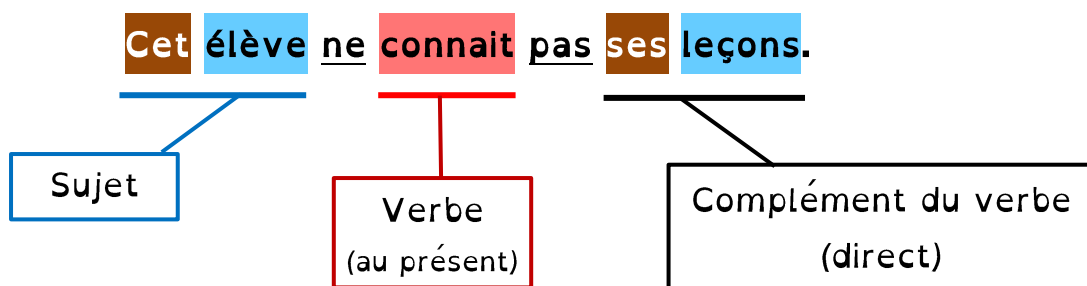 Cet élève ne connait pas ses leçons.
Sujet
Verbe
(au présent)
Complément du verbe
(direct)